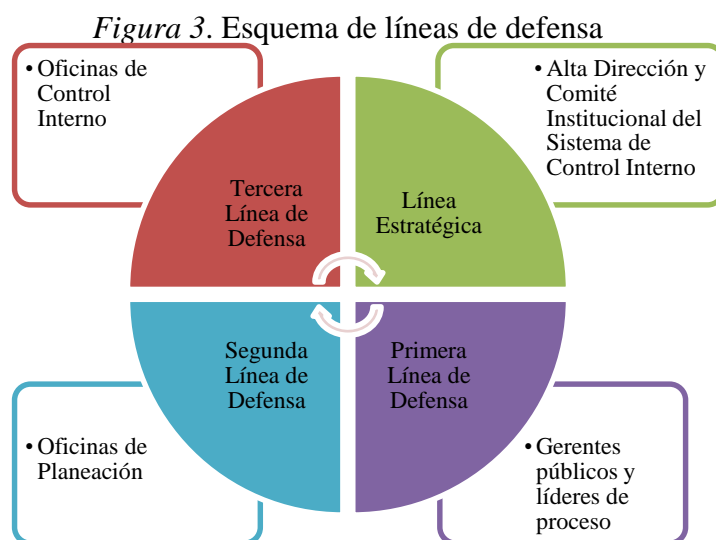 Figura 3. Esquema de líneas de defensa
• Oficinas de
Control
Interno
• Alta Dirección y
Comité
Institucional del
Sistema de
Control Interno
Tercera
Línea de
Defensa
Línea
Estratégica
Segunda
Línea de
Defensa
Primera
Línea de
Defensa
• Oficinas de
Planeación
• Gerentes
públicos y
líderes de
proceso